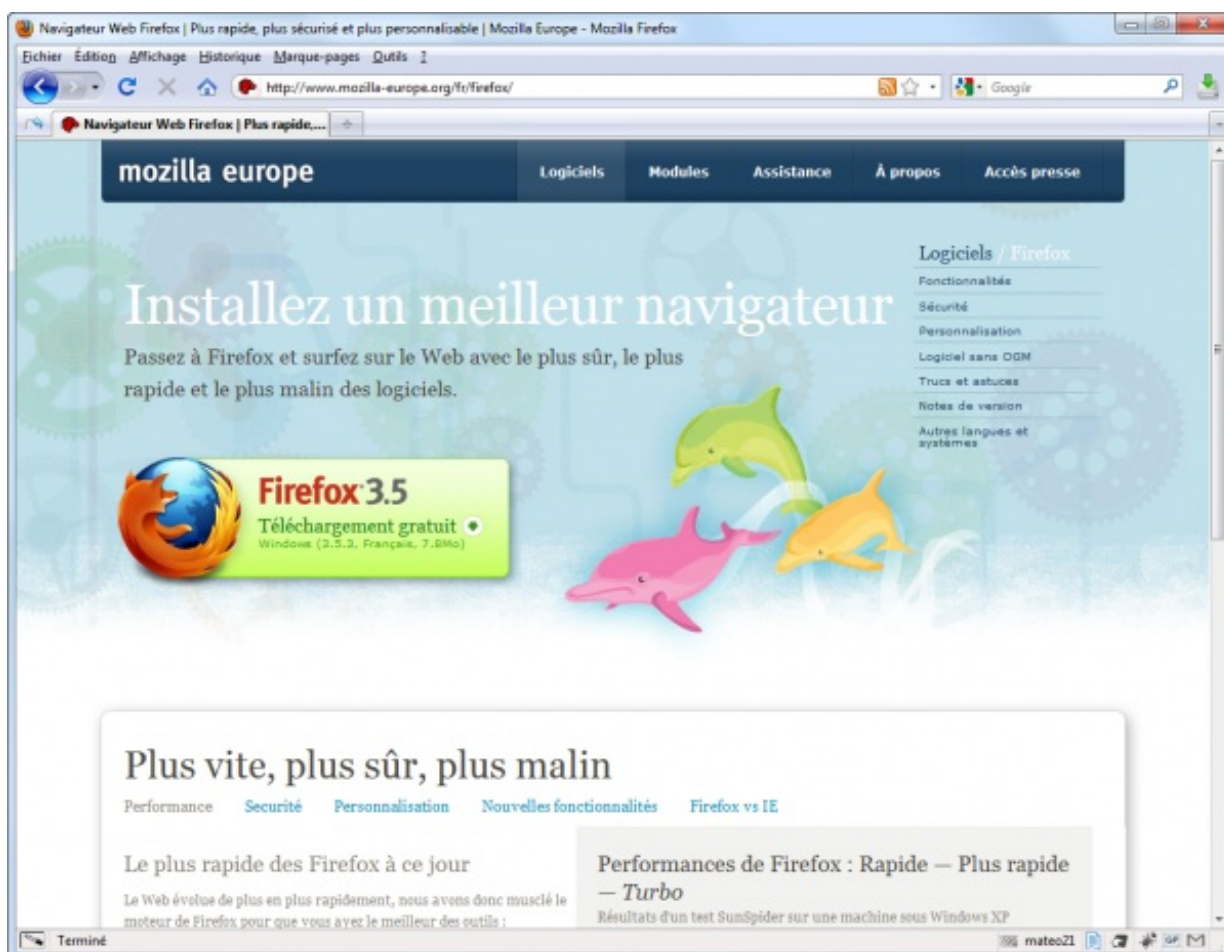 Navigateur Web Firefox | Plus rapide, plus sécurisé et plus personnalisable | Mozilla Europe - Mozilla Firefox
Fichier Édition Affichage Historique Marque-pages Outils ?
http://www.mozilla-europe.org/fr/firefox/
Google
Navigateur Web Firefox | Plus rapide,...
mozilla europe
Logiciels Modules Assistance À propos Accès presse
Logiciels / Firefox
Fonctionnalités
Sécurité
Personnalisation
Logiciel sans OGM
Trucs et astuces
Notes de version
Autres langues et
systèmes
Installez un meilleur navigateur
Passez à Firefox et surfez sur le Web avec le plus sûr, le plus
rapide et le plus malin des logiciels.
Firefox 3.5
Téléchargement gratuit
Windows (3.5.3, Français, 7.8Mo)
Plus vite, plus sûr, plus malin
Performance Securité Personnalisation Nouvelles fonctionnalités Firefox vs IE
Le plus rapide des Firefox à ce jour
Le Web évolue de plus en plus rapidement, nous avons donc musclé le
moteur de Firefox pour que vous ayez le meilleur des outils :
Performances de Firefox : Rapide — Plus rapide
— Turbo
Résultats d'un test SunSpider sur une machine sous Windows XP
Terminé
mateo21